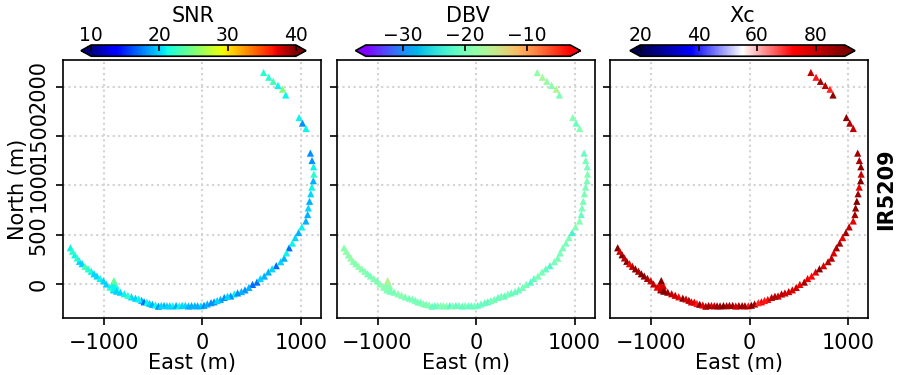 SNR DBV Xc
10 20 30 40 −30 −20 −10 20 40 60 80
2000
1500
1000
500
0
North (m)
IR5209
−1000 0 1000 −1000 0 1000 −1000 0 1000
East (m) East (m) East (m)